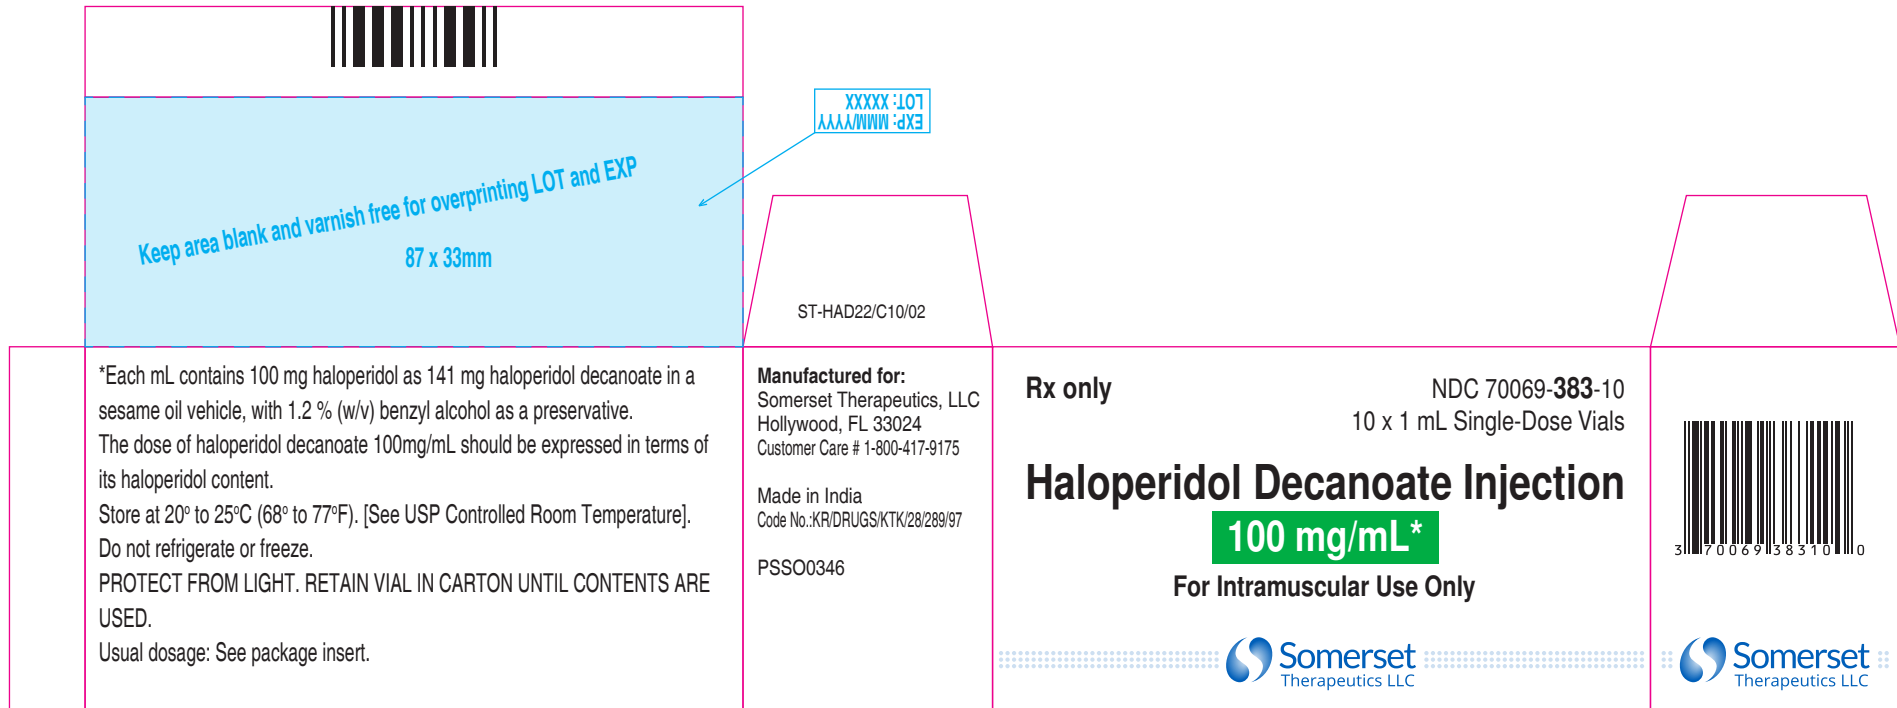 LOT: XXXXX
EXP: MMM/YYYY
Keep area blank and varnish free for overprinting LOT and EXP
87 x 33mm
ST-HAD22/C10/02
*Each mL contains 100 mg haloperidol as 141 mg haloperidol decanoate in a
sesame oil vehicle, with 1.2 % (w/v) benzyl alcohol as a preservative.
The dose of haloperidol decanoate 100mg/mL should be expressed in terms of
its haloperidol content.
Store at 20º to 25ºC (68º to 77ºF). [See USP Controlled Room Temperature].
Do not refrigerate or freeze.
PROTECT FROM LIGHT. RETAIN VIAL IN CARTON UNTIL CONTENTS ARE
USED.
Usual dosage: See package insert.
Manufactured for:
Somerset Therapeutics, LLC
Hollywood, FL 33024
Customer Care # 1-800-417-9175
Made in India
Code No.:KR/DRUGS/KTK/28/289/97
PSSO0346
Rx only
NDC 70069-383-10
10 x 1 mL Single-Dose Vials
Haloperidol Decanoate Injection
100 mg/mL*
For Intramuscular Use Only
Somerset
Therapeutics LLC
3 70069 38310 0
Somerset
Therapeutics LLC